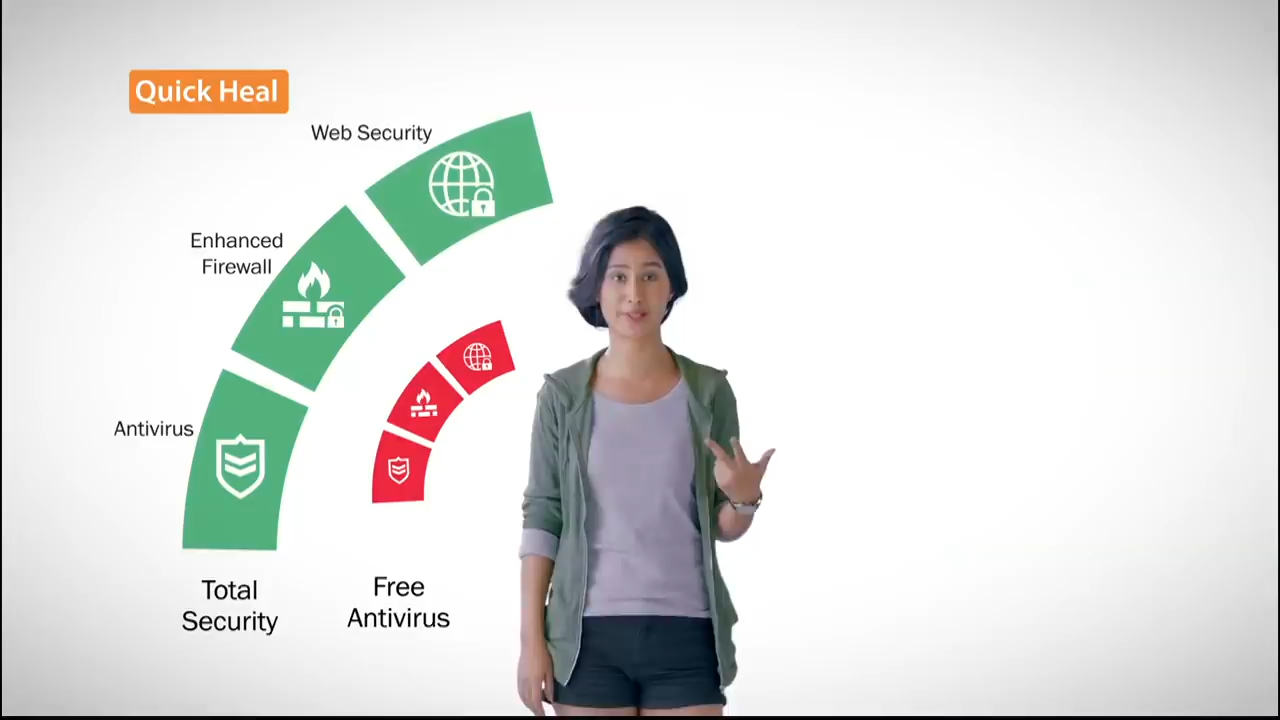 Quick Heal
Web Security
Enhanced
Firewall
Antivirus
Total
Security
Free
Antivirus